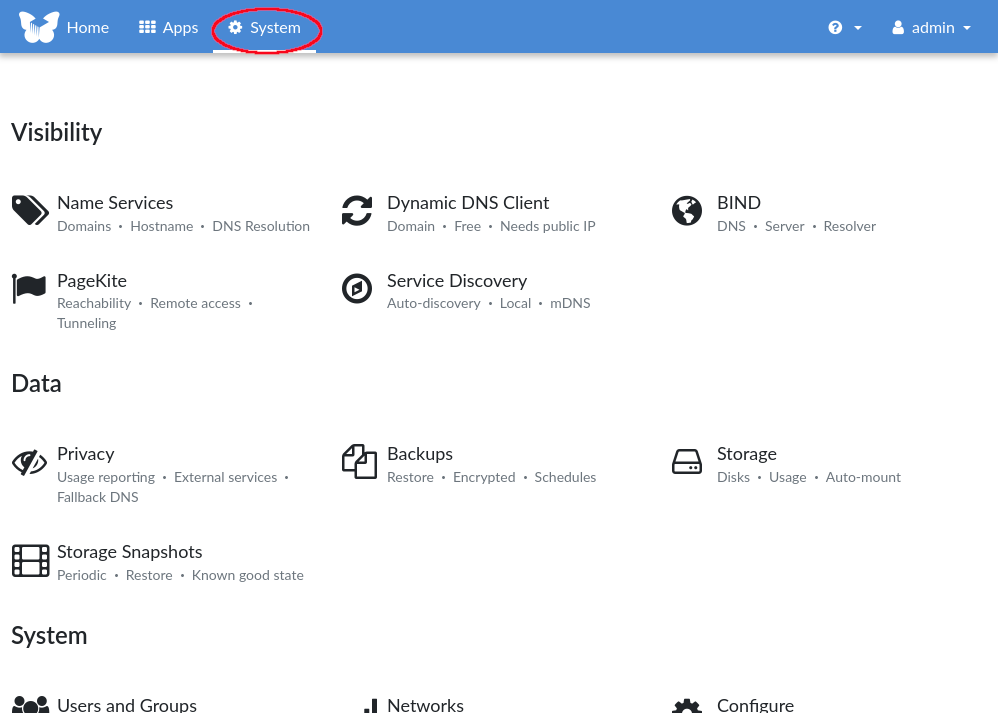 Home Apps System admin
Visibility
Name Services
Domains • Hostname • DNS Resolution
Dynamic DNS Client
Domain • Free • Needs public IP
BIND
DNS • Server • Resolver
PageKite
Reachability • Remote access •
Tunneling
Service Discovery
Auto-discovery • Local • mDNS
Data
Privacy
Usage reporting • External services •
Fallback DNS
Backups
Restore • Encrypted • Schedules
Storage
Disks • Usage • Auto-mount
Storage Snapshots
Periodic • Restore • Known good state
System
Users and Groups
Networks
Configure